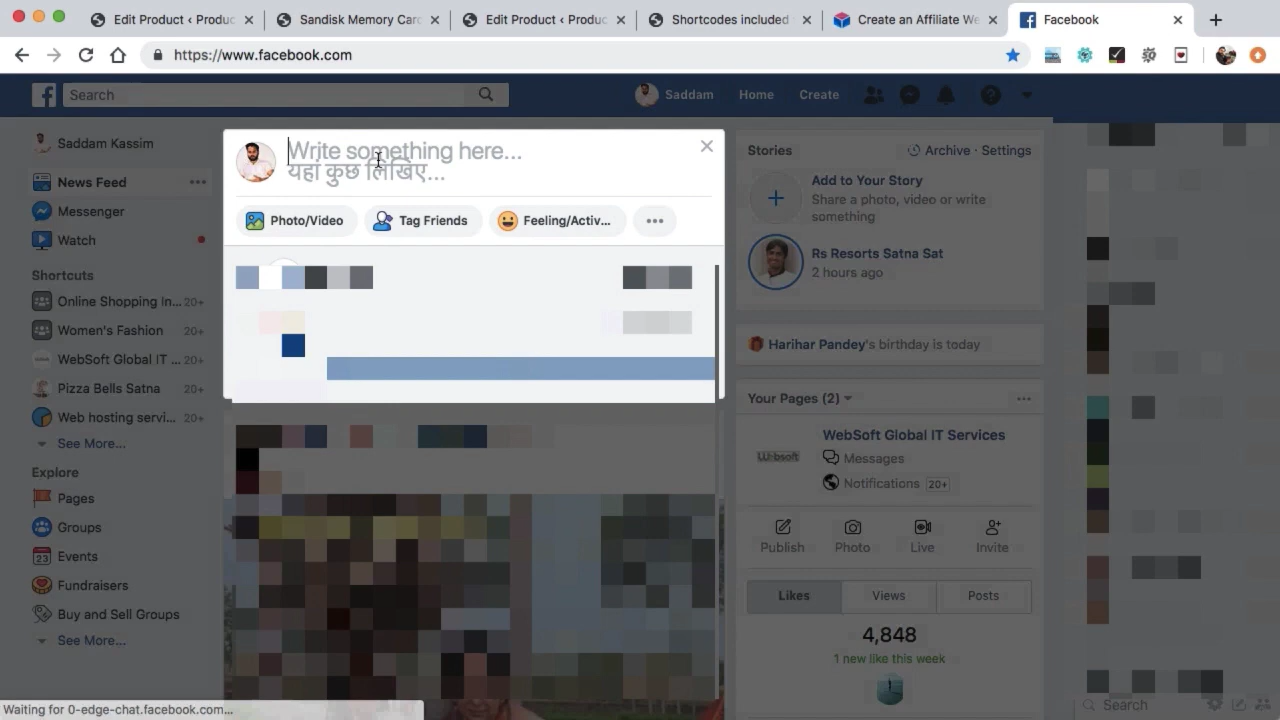 Edit Product ‹ Produc
Sandisk Memory Car
Edit Product ‹ Produc
Shortcodes included
Create an Affiliate We
Facebook
https://www.facebook.com
Search
Saddam
Home
Create
Saddam Kassim
News Feed
Messenger
Watch
Shortcuts
Online Shopping In... 20+
Women's Fashion 20+
WebSoft Global IT ... 20+
Pizza Bells Satna 20+
Web hosting servi... 20+
See More...
Explore
Pages
Groups
23 Events
Fundraisers
Buy and Sell Groups
See More...
Write something here...
यहां कुछ लिखिए...
Photo/Video
Tag Friends
Feeling/Activ...
Stories
Archive · Settings
Add to Your Story
Share a photo, video or write
something
Rs Resorts Satna Sat
2 hours ago
Harihar Pandey's birthday is today
Your Pages (2)
WebSoft Global IT Services
Messages
Notifications 20+
Publish
Photo
Live
Invite
Likes
Views
Posts
4,848
1 new like this week
Search
Waiting for 0-edge-chat.facebook.com...